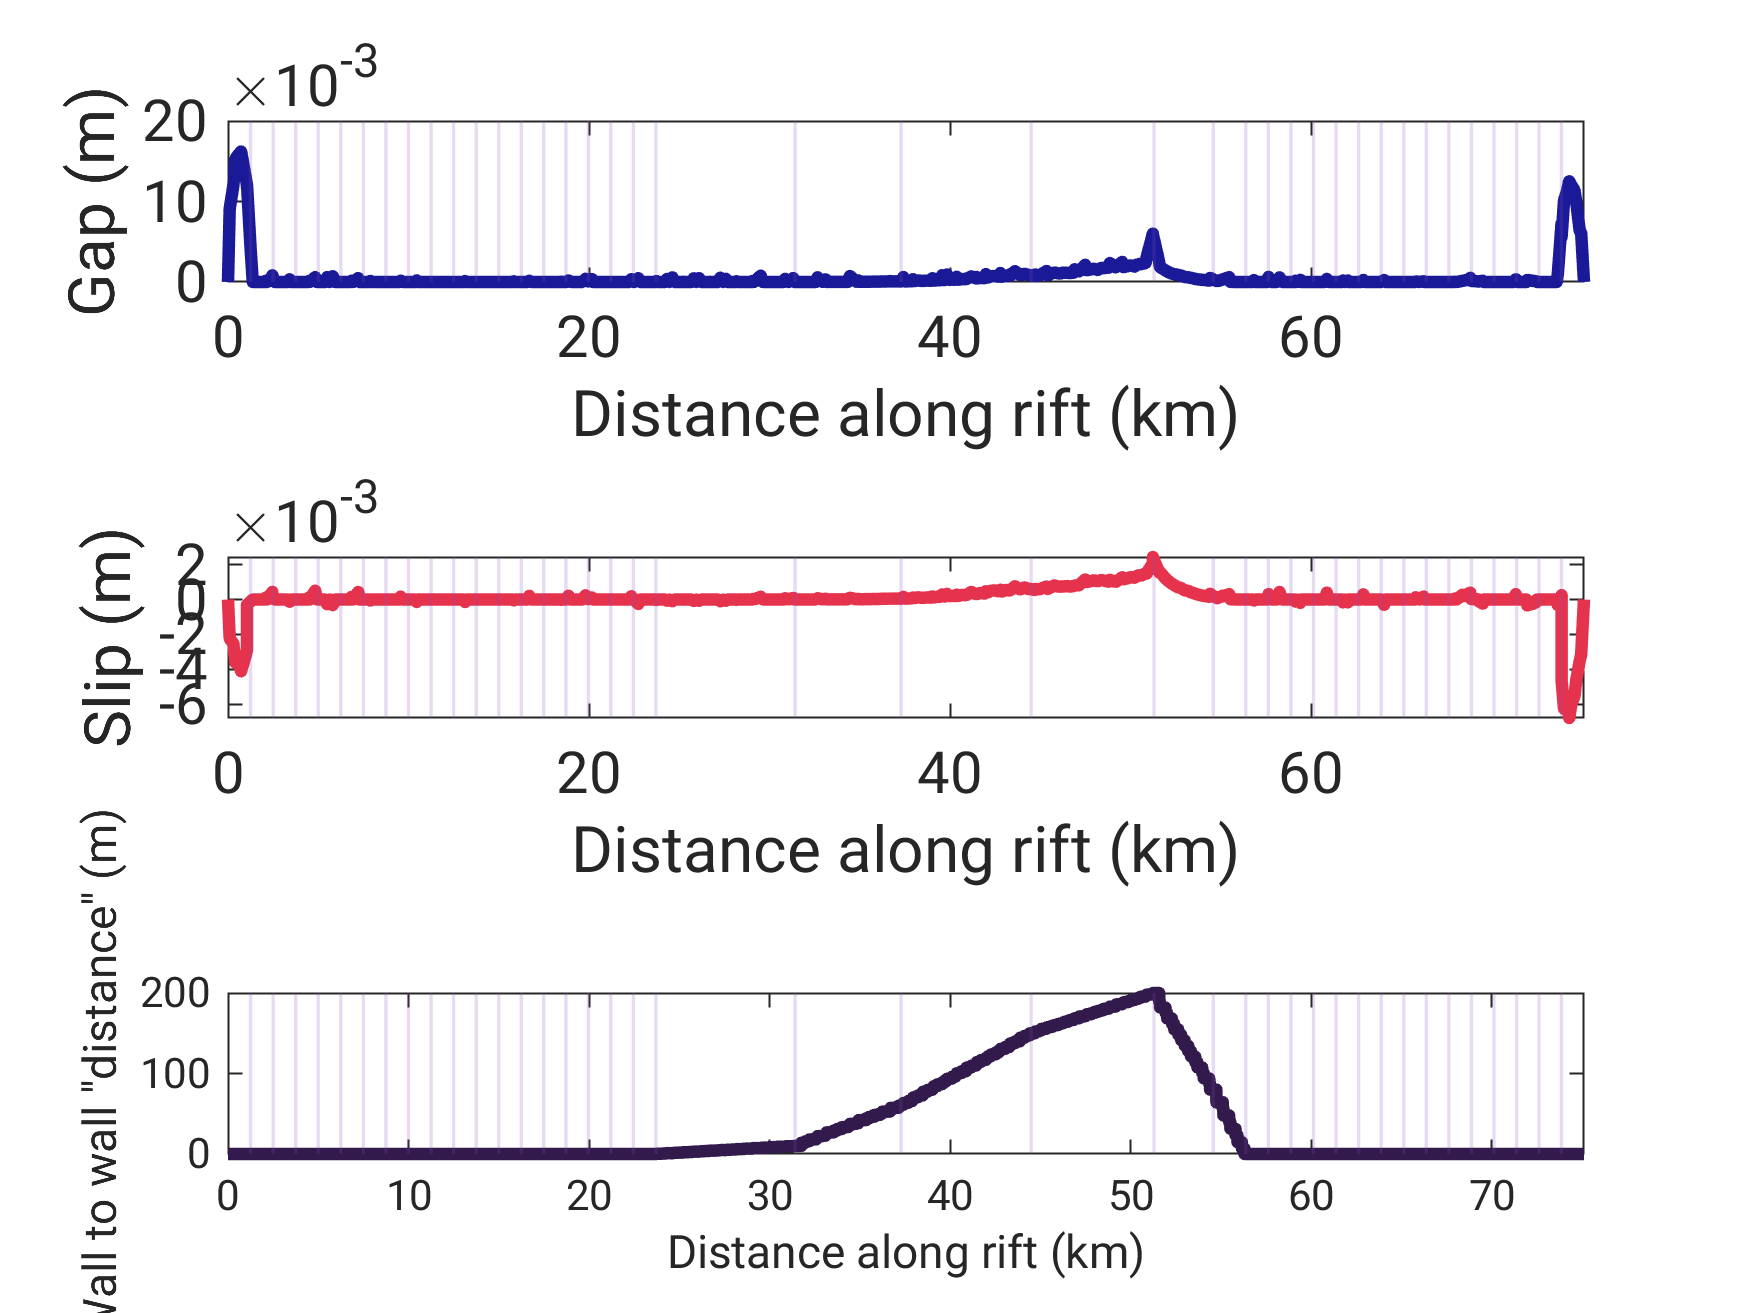 ×10-3
Gap (m)
20
10
0
0 20 40 60
Distance along rift (km)
×10-3
Slip (m)
2
0
-2
-4
-6
0 20 40 60
Distance along rift (km)
to wall "distance" (m)
200
100
0
0 10 20 30 40 50 60 70
Distance along rift (km)